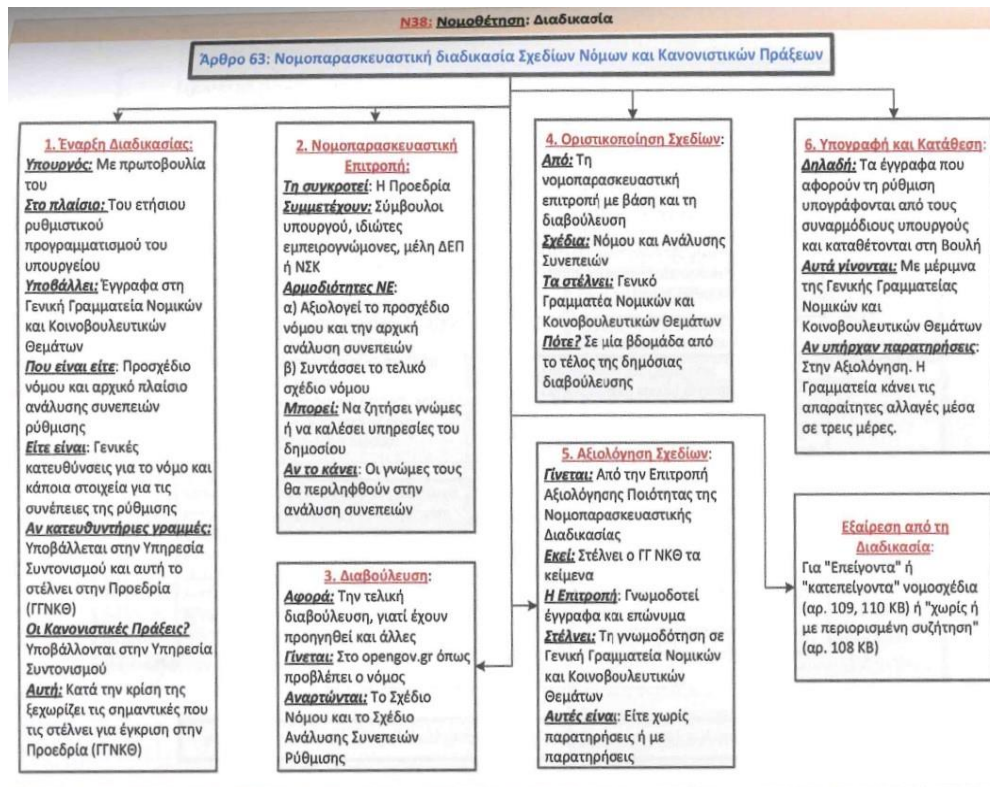 Ν38: Νομοθέτηση: Διαδικασία
Άρθρο 63: Νομοπαρασκευαστική διαδικασία Σχεδίων Νόμων και Κανονιστικών Πράξεων
1. Έναρξη Διαδικασίας:
Υπουργός: Με πρωτοβουλία
του
Στο πλαίσιο: Του ετήσιου
ρυθμιστικού
προγραμματισμού του
υπουργείου
Υποβάλλει: Έγγραφα στη
Γενική Γραμματεία Νομικών
και Κοινοβουλευτικών
Θεμάτων
Που είναι είτε: Προσχέδιο
νόμου και αρχικό πλαίσιο
ανάλυσης συνεπειών
ρύθμισης
Είτε είναι: Γενικές
κατευθύνσεις για το νόμο και
κάποια στοιχεία για τις
συνέπειες της ρύθμισης
Αν κατευθυντήριες γραμμές:
Υποβάλλεται στην Υπηρεσία
Συντονισμού και αυτή το
στέλνει στην Προεδρία
(ΓΓΝΚΘ)
Οι Κανονιστικές Πράξεις?
Υποβάλλονται στην Υπηρεσία
Συντονισμού
Αυτή: Κατά την κρίση της
ξεχωρίζει τις σημαντικές που
τις στέλνει για έγκριση στην
Προεδρία (ΓΓΝΚΘ)
2. Νομοπαρασκευαστική
Επιτροπή:
Τη συγκροτεί: Η Προεδρία
Συμμετέχουν: Σύμβουλοι
υπουργού, ιδιώτες
εμπειρογνώμονες, μέλη ΔΕΠ
ή ΝΣΚ
Αρμοδιότητες ΝΕ:
α) Αξιολογεί το προσχέδιο
νόμου και την αρχική
ανάλυση συνεπειών
β) Συντάσσει το τελικό
σχέδιο νόμου
Μπορεί: Να ζητήσει γνώμες
ή να καλέσει υπηρεσίες του
δημοσίου
Αν το κάνει: Οι γνώμες τους
θα περιληφθούν στην
ανάλυση συνεπειών
3. Διαβούλευση:
Αφορά: Την τελική
διαβούλευση, γιατί έχουν
προηγηθεί και άλλες
Γίνεται: Στο opengov.gr όπως
προβλέπει ο νόμος
Αναρτώνται: Το Σχέδιο
Νόμου και το Σχέδιο
Ανάλυσης Συνεπειών
Ρύθμισης
4. Οριστικοποίηση Σχεδίων:
Από: Τη
νομοπαρασκευαστική
επιτροπή με βάση και τη
διαβούλευση
Σχέδια: Νόμου και Ανάλυσης
Συνεπειών
Τα στέλνει: Γενικό
Γραμματέα Νομικών και
Κοινοβουλευτικών Θεμάτων
Πότε? Σε μία βδομάδα από
το τέλος της δημόσιας
διαβούλευσης
5. Αξιολόγηση Σχεδίων:
Γίνεται: Από την Επιτροπή
Αξιολόγησης Ποιότητας της
Νομοπαρασκευαστικής
Διαδικασίας
Εκεί: Στέλνει ο ΓΓ ΝΚΘ τα
κείμενα
Η Επιτροπή: Γνωμοδοτεί
έγγραφα και επώνυμα
Στέλνει: Τη γνωμοδότηση σε
Γενική Γραμματεία Νομικών
και Κοινοβουλευτικών
Θεμάτων
Αυτές είναι: Είτε χωρίς
παρατηρήσεις ή με
παρατηρήσεις
6. Υπογραφή και Κατάθεση:
Δηλαδή: Τα έγγραφα που
αφορούν τη ρύθμιση
υπογράφονται από τους
συναρμόδιους υπουργούς
και καταθέτονται στη Βουλή
Αυτά γίνονται: Με μέριμνα
της Γενικής Γραμματείας
Νομικών και
Κοινοβουλευτικών Θεμάτων
Αν υπήρχαν παρατηρήσεις:
Στην Αξιολόγηση. Η
Γραμματεία κάνει τις
απαραίτητες αλλαγές μέσα
σε τρεις μέρες.
Εξαίρεση από τη
Διαδικασία:
Για "Επείγοντα" ή
"κατεπείγοντα" νομοσχέδια
(αρ. 109, 110 ΚΒ) ή "χωρίς ή
με περιορισμένη συζήτηση"
(αρ. 108 ΚΒ)